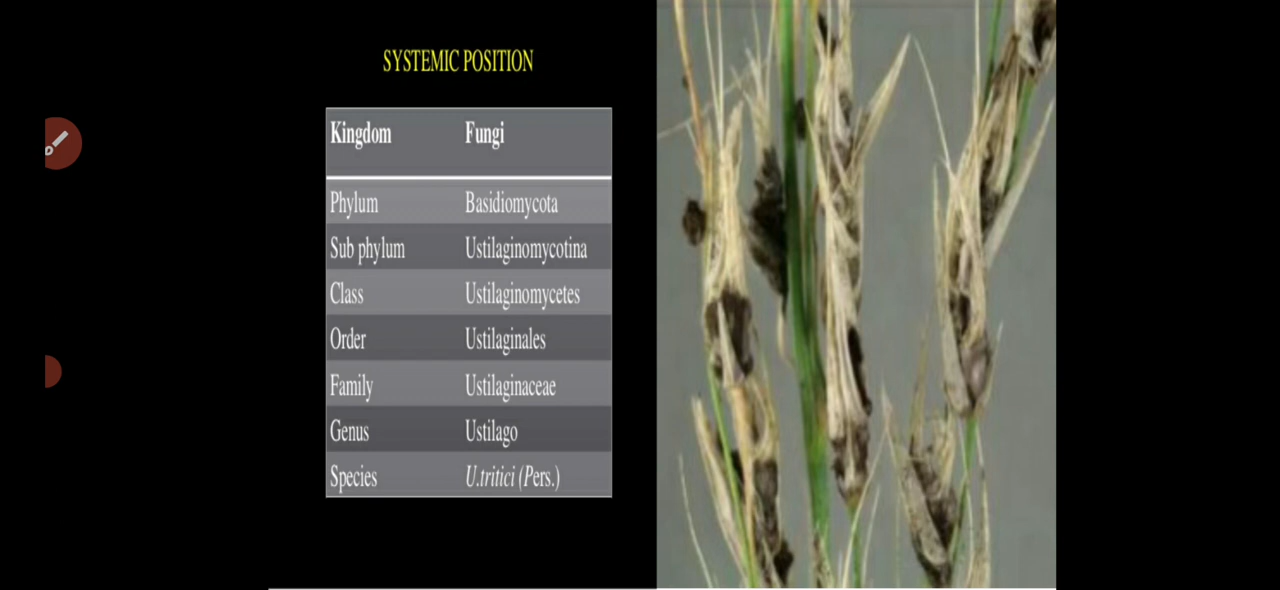 SYSTEMIC POSITION
Kingdom Fungi
Phylum Basidiomycota
Sub phylum Ustilaginomycotina
Class Ustilaginomycetes
Order Ustilaginales
Family Ustilaginaceae
Genus Ustilago
Species U.tritici (Pers.)